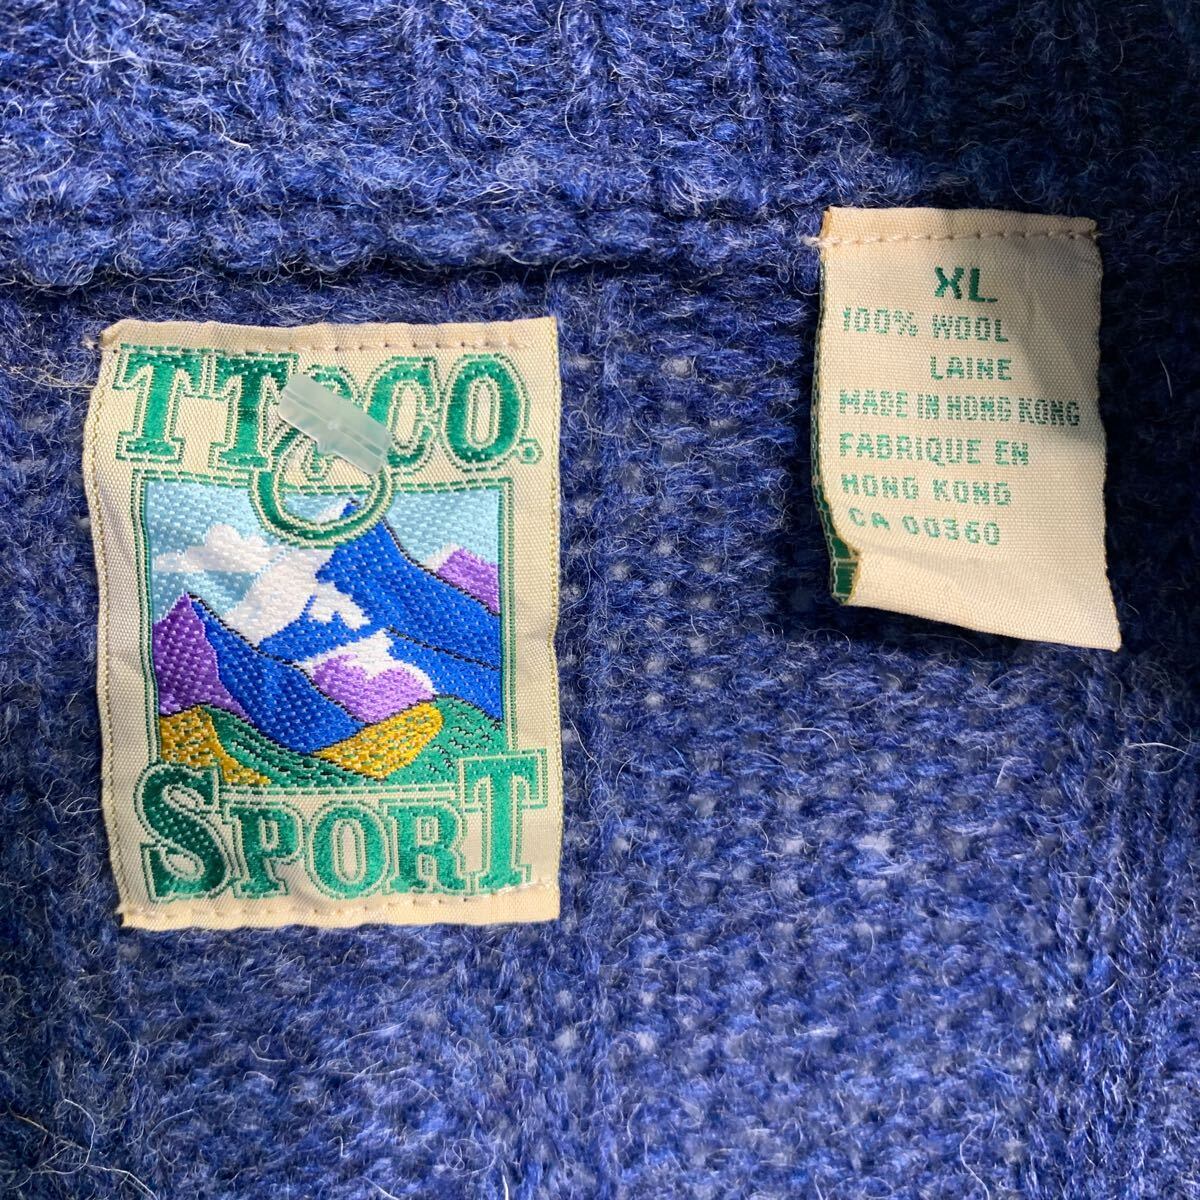 TT&CO.
SPORT
XL
100% WOOL
LAINE
MADE IN HONG KONG
FABRIQUE EN
HONG KONG
CA 00360